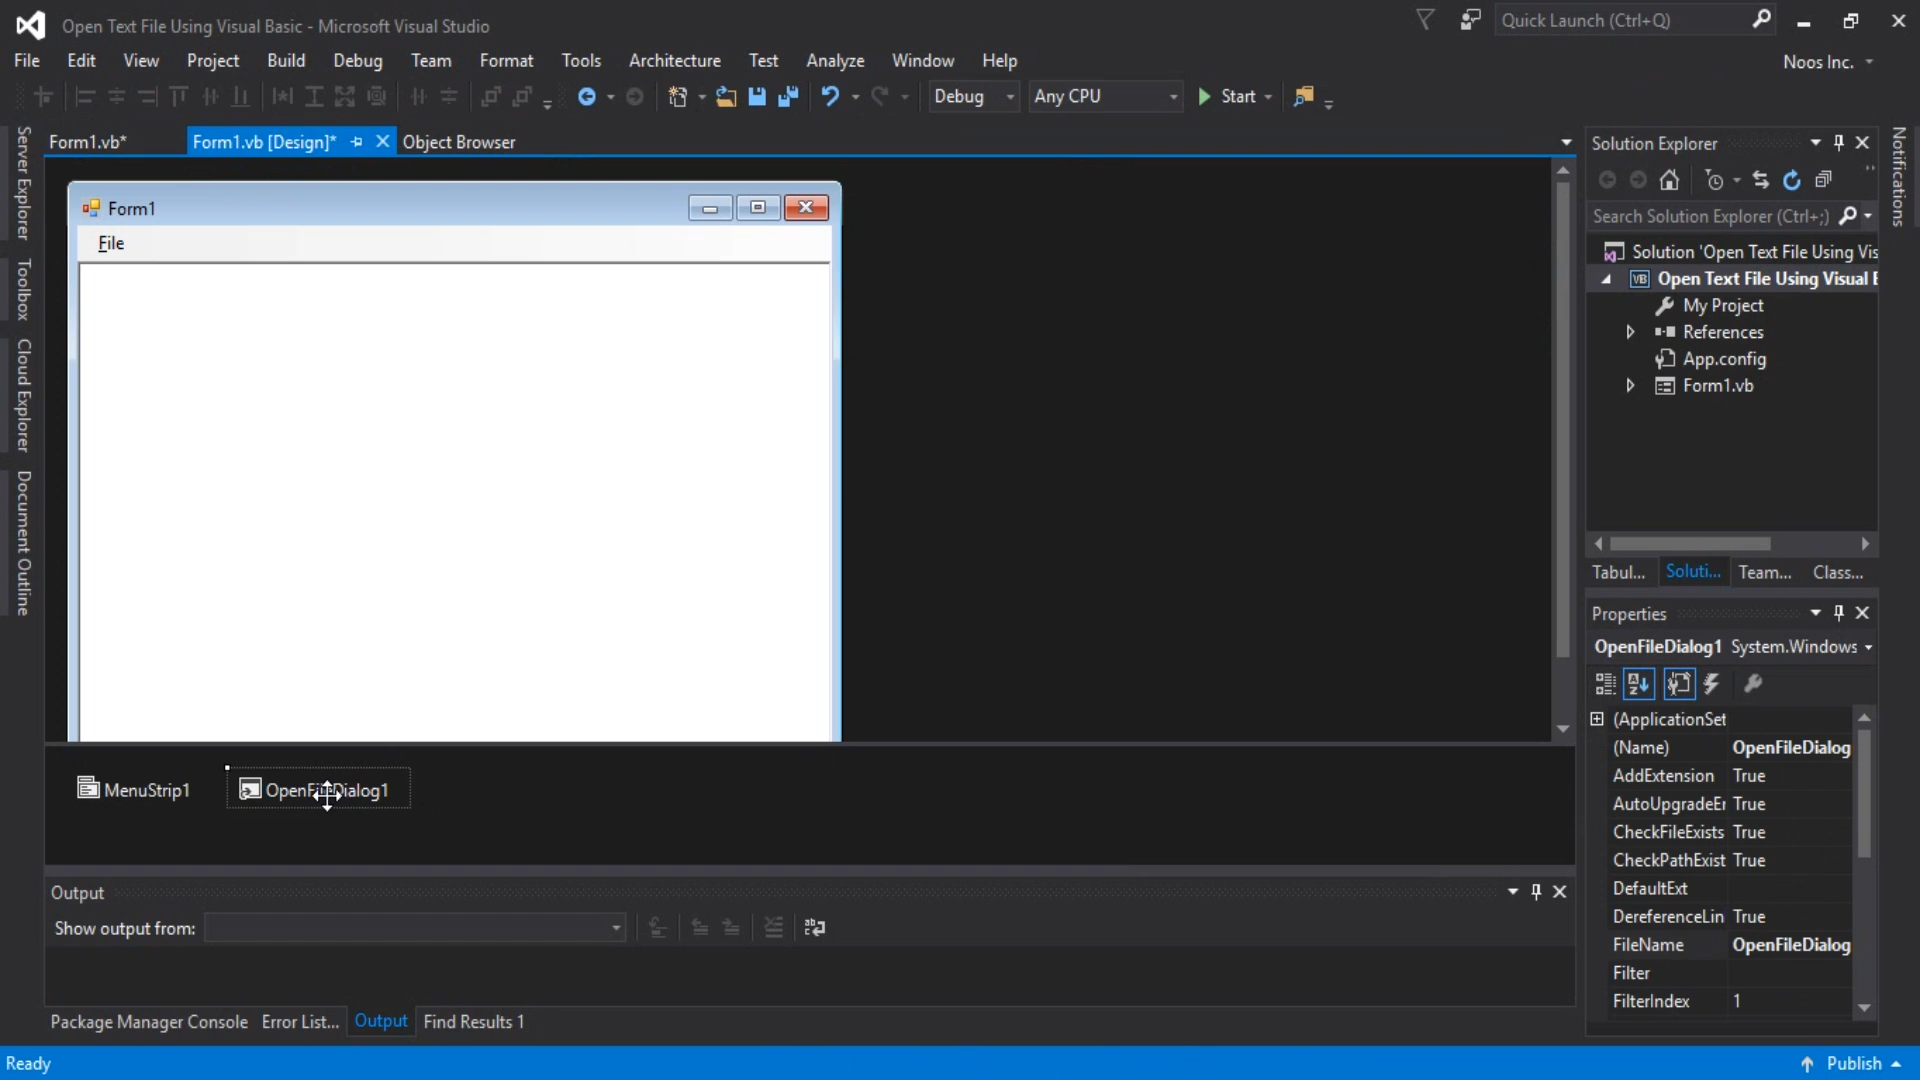 Open Text File Using Visual Basic - Microsoft Visual Studio
Quick Launch (Ctrl+Q)
File Edit View Project Build Debug Team Format Tools Architecture Test Analyze Window Help
Noos Inc.
Debug Any CPU Start
Form1.vb* Form1.vb [Design]* Object Browser
Server Explorer
Toolbox
Cloud Explorer
Document Outline
Form1
File
MenuStrip1 OpenFileDialog1
Output
Show output from:
Package Manager Console Error List... Output Find Results 1
Solution Explorer
Search Solution Explorer (Ctrl+;)
Solution 'Open Text File Using Vis
VB Open Text File Using Visual B
My Project
References
App.config
Form1.vb
Tabul... Soluti... Team... Class...
Properties
OpenFileDialog1 System.Windows
(ApplicationSet
(Name) OpenFileDialog
AddExtension True
AutoUpgradeEr True
CheckFileExists True
CheckPathExist True
DefaultExt
DereferenceLin True
FileName OpenFileDialog
Filter
FilterIndex 1
Notifications
Ready
Publish